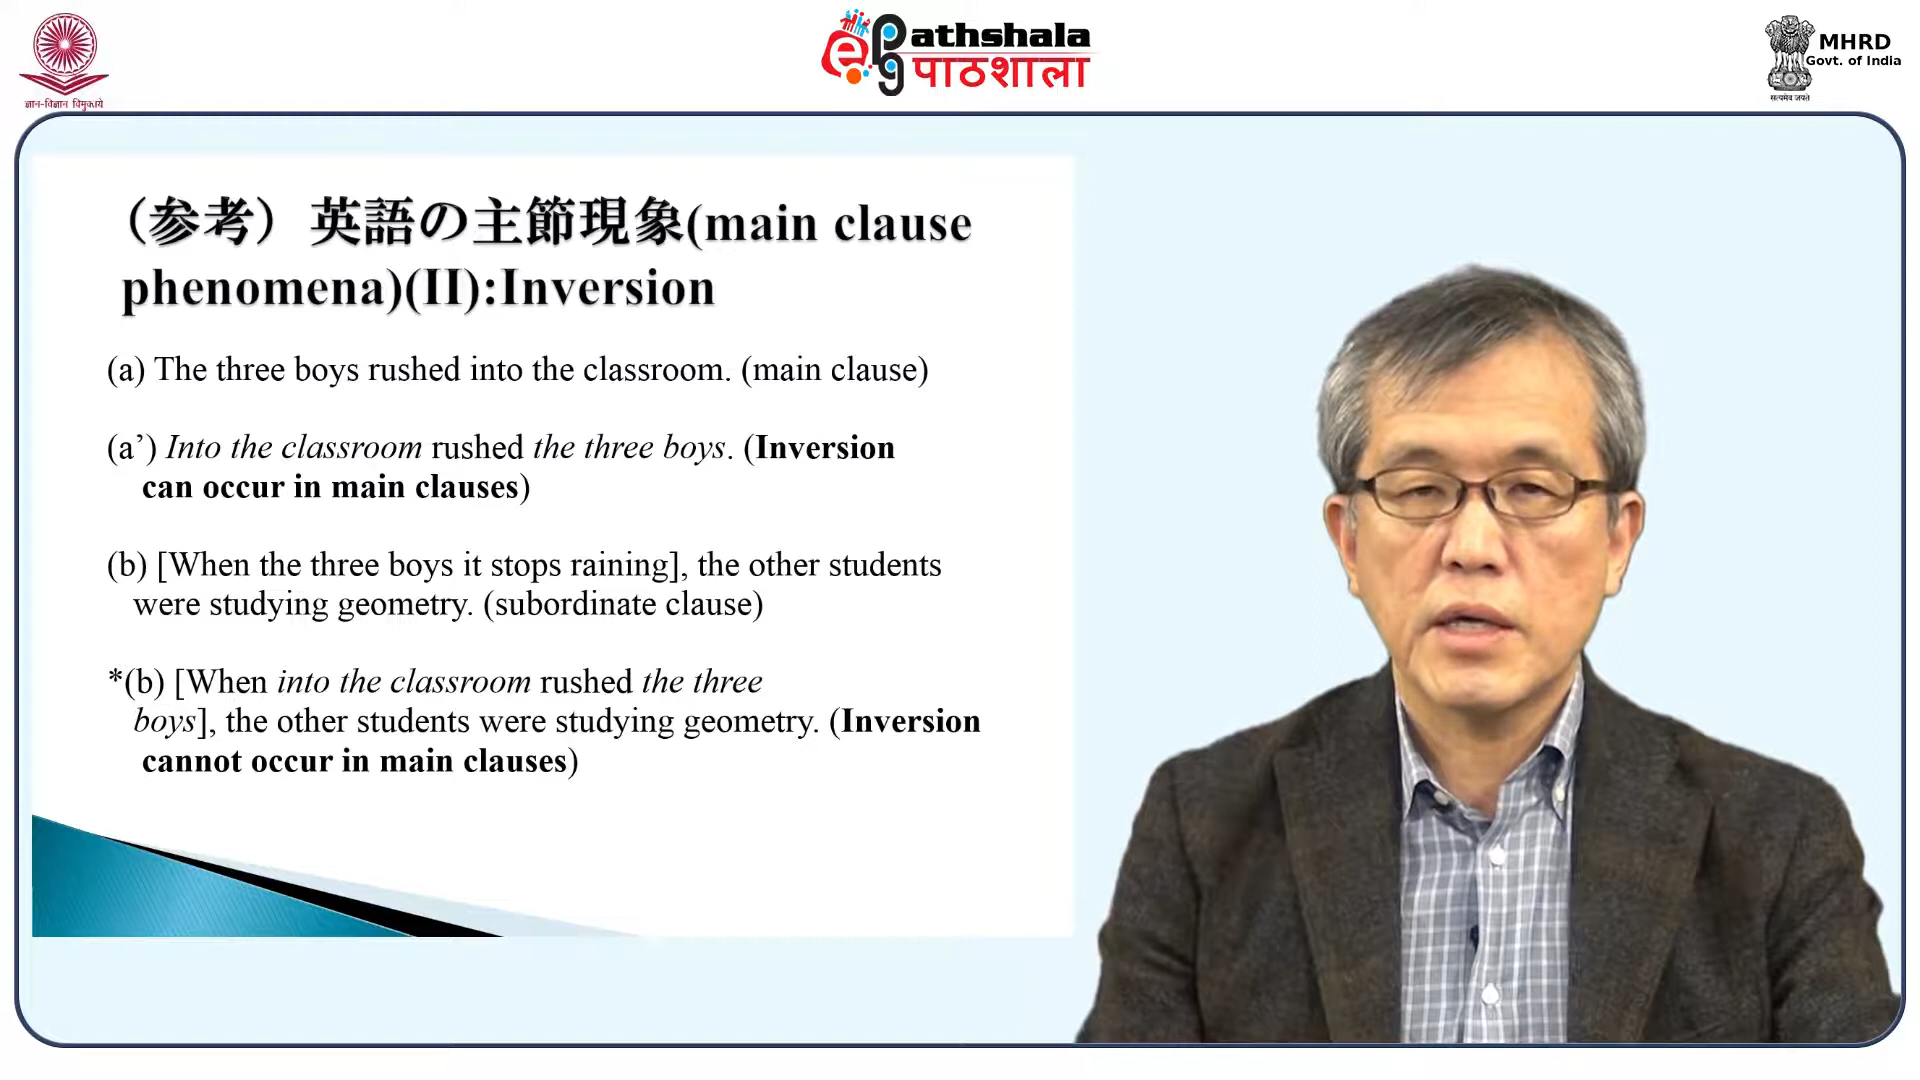 ज्ञान-विज्ञान विमुक्तये
ePathshala
पाठशाला
MHRD
Govt. of India
सत्यमेव जयते
（参考）英語の主節現象(main clause
phenomena)(II):Inversion
(a) The three boys rushed into the classroom. (main clause)
(a’) Into the classroom rushed the three boys. (Inversion
can occur in main clauses)
(b) [When the three boys it stops raining], the other students
were studying geometry. (subordinate clause)
*(b) [When into the classroom rushed the three
boys], the other students were studying geometry. (Inversion
cannot occur in main clauses)